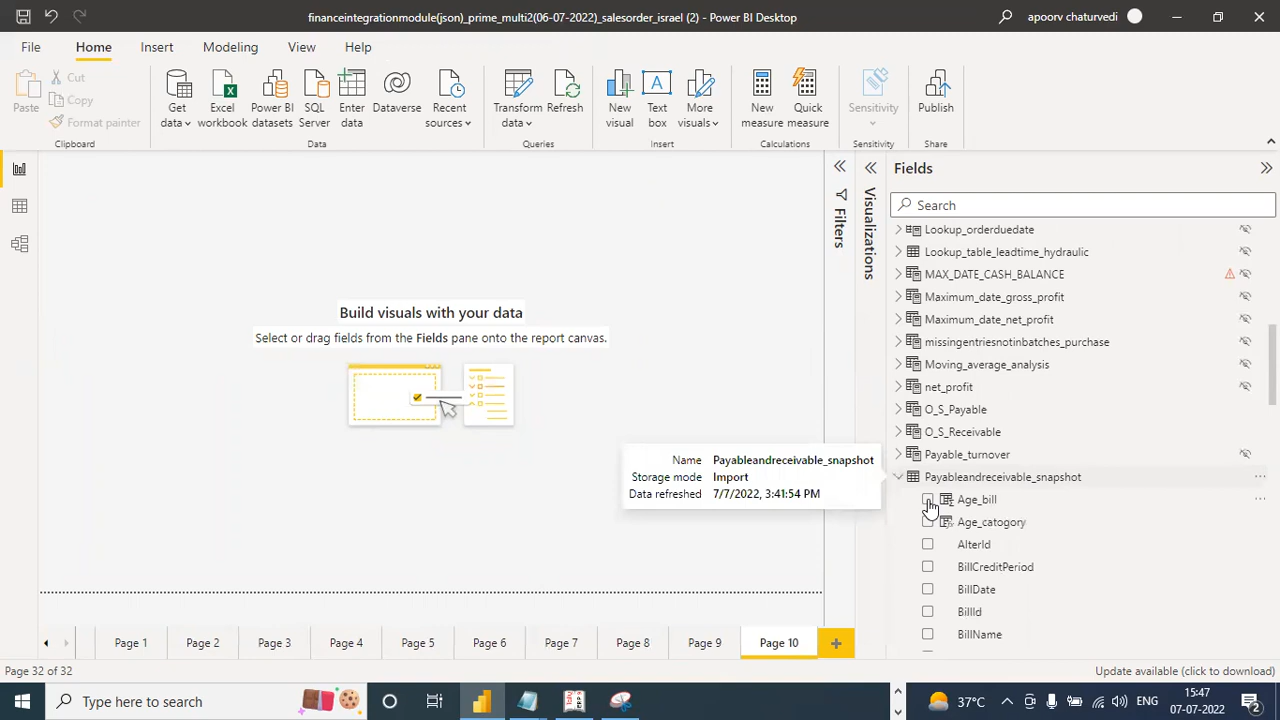 financeintegrationmodule(json)_prime_multi2(06-07-2022)_salesorder_israel (2) - Power BI Desktop
apoorv chaturvedi
File Home Insert Modeling View Help
Paste
Cut
Copy
Format painter
Clipboard
Get data
Excel workbook
Power BI datasets
SQL Server
Enter data
Dataverse
Recent sources
Data
Transform data
Refresh
Queries
New visual
Text box
More visuals
Insert
New measure
Quick measure
Calculations
Sensitivity
Sensitivity
Publish
Share
Build visuals with your data
Select or drag fields from the Fields pane onto the report canvas.
Filters
Visualizations
Fields
Search
Lookup_orderduedate
Lookup_table_leadtime_hydraulic
MAX_DATE_CASH_BALANCE
Maximum_date_gross_profit
Maximum_date_net_profit
missingentriesnotinbatches_purchase
Moving_average_analysis
net_profit
O_S_Payable
O_S_Receivable
Payable_turnover
Payableandreceivable_snapshot
Age_bill
Age_catogory
AlterId
BillCreditPeriod
BillDate
BillId
BillName
Name Payableandreceivable_snapshot
Storage mode Import
Data refreshed 7/7/2022, 3:41:54 PM
Page 1 Page 2 Page 3 Page 4 Page 5 Page 6 Page 7 Page 8 Page 9 Page 10
Page 32 of 32
Update available (click to download)
Type here to search
37°C
ENG
15:47
07-07-2022
2